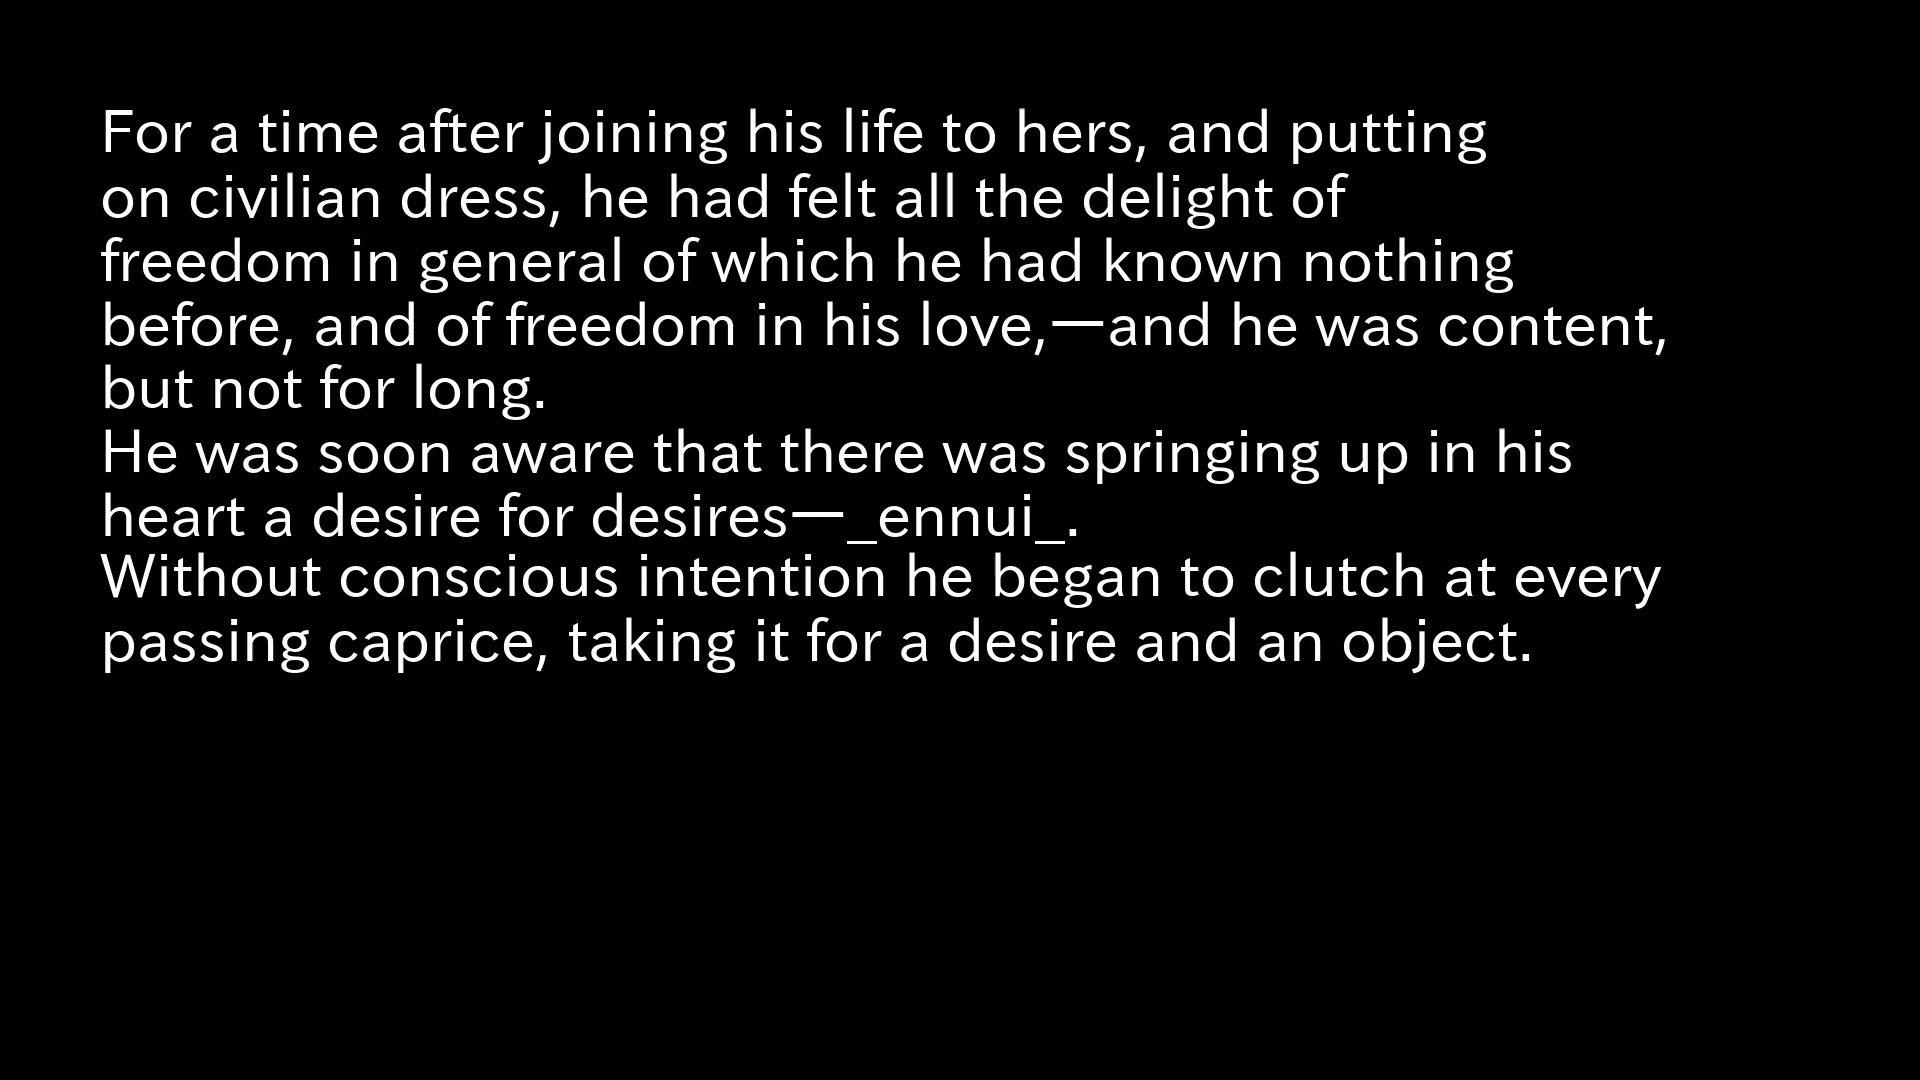 For a time after joining his life to hers, and putting
on civilian dress, he had felt all the delight of
freedom in general of which he had known nothing
before, and of freedom in his love,—and he was content,
but not for long.
He was soon aware that there was springing up in his
heart a desire for desires—_ennui_.
Without conscious intention he began to clutch at every
passing caprice, taking it for a desire and an object.